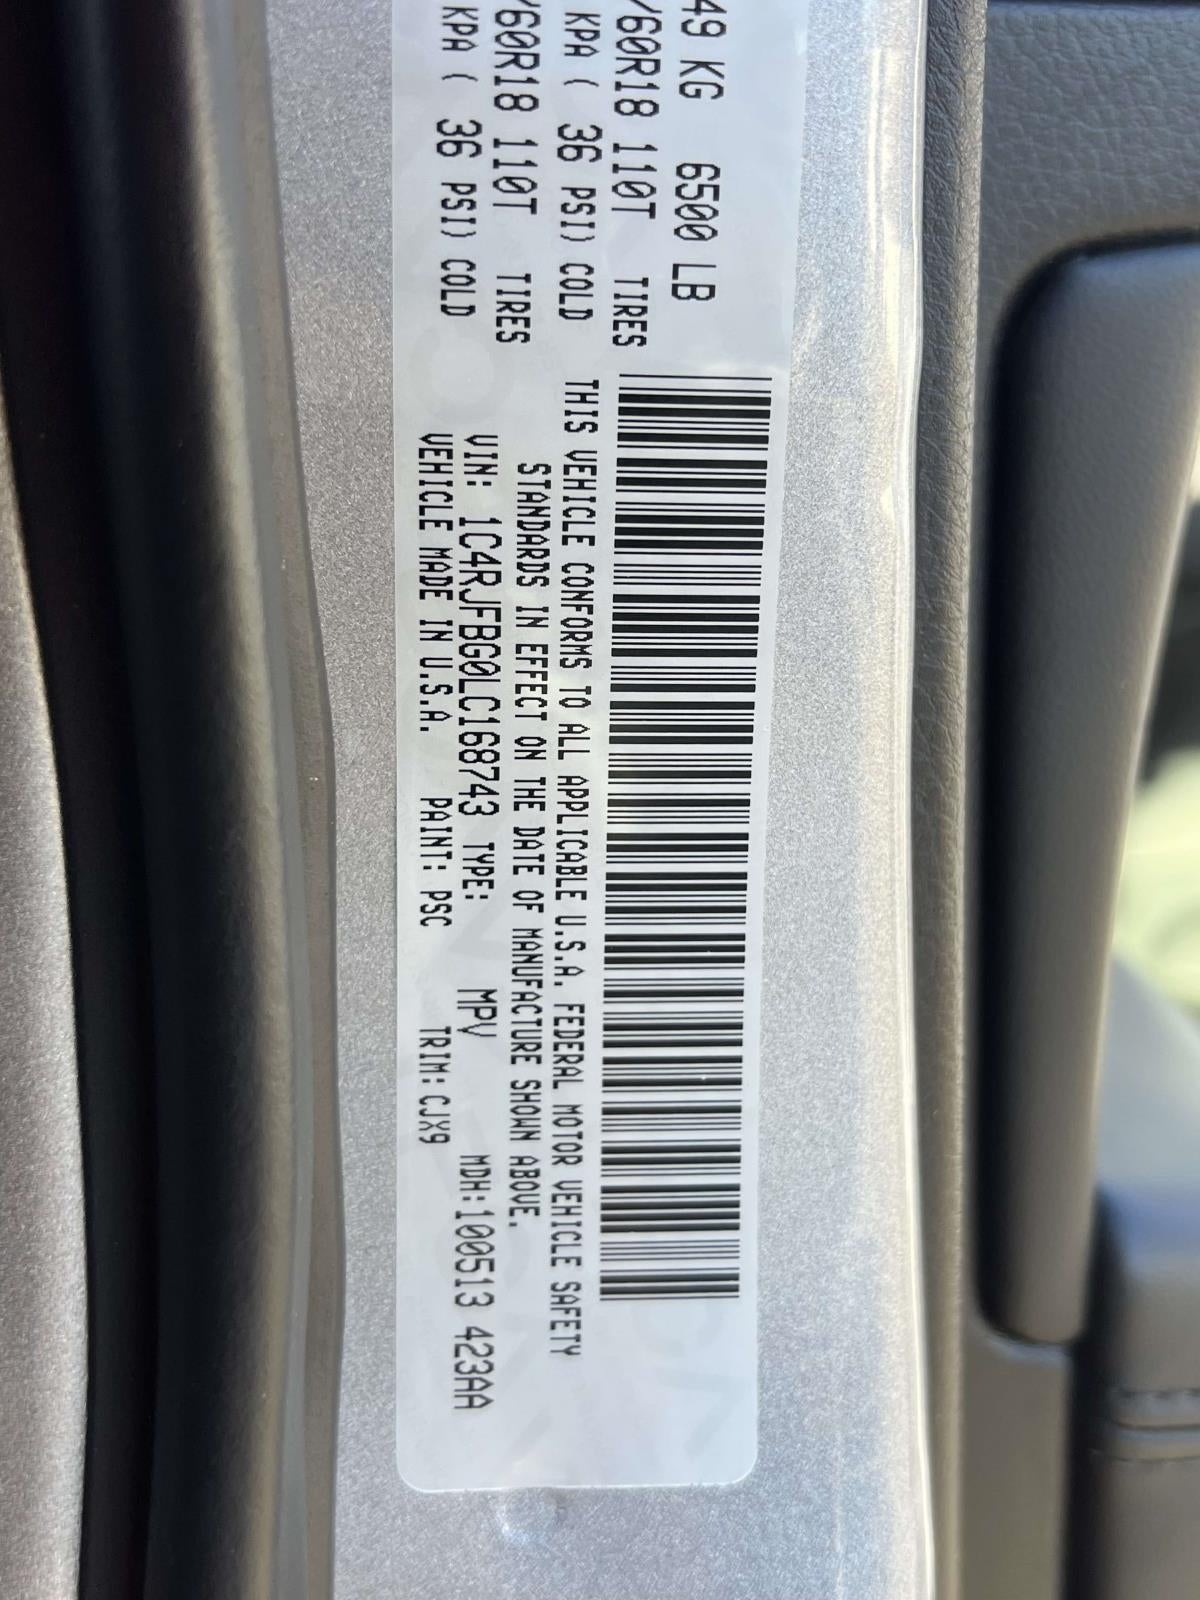 49 KG 6500 LB
/60R18 110T TIRES
KPA ( 36 PSI) COLD
/60R18 110T TIRES
KPA ( 36 PSI) COLD
THIS VEHICLE CONFORMS TO ALL APPLICABLE U.S.A. FEDERAL MOTOR VEHICLE SAFETY
STANDARDS IN EFFECT ON THE DATE OF MANUFACTURE SHOWN ABOVE.
VIN: 1C4RJFBG0LC168743 TYPE: MPV MDH:100513 423AA
VEHICLE MADE IN U.S.A. PAINT: PSC TRIM:CJX9